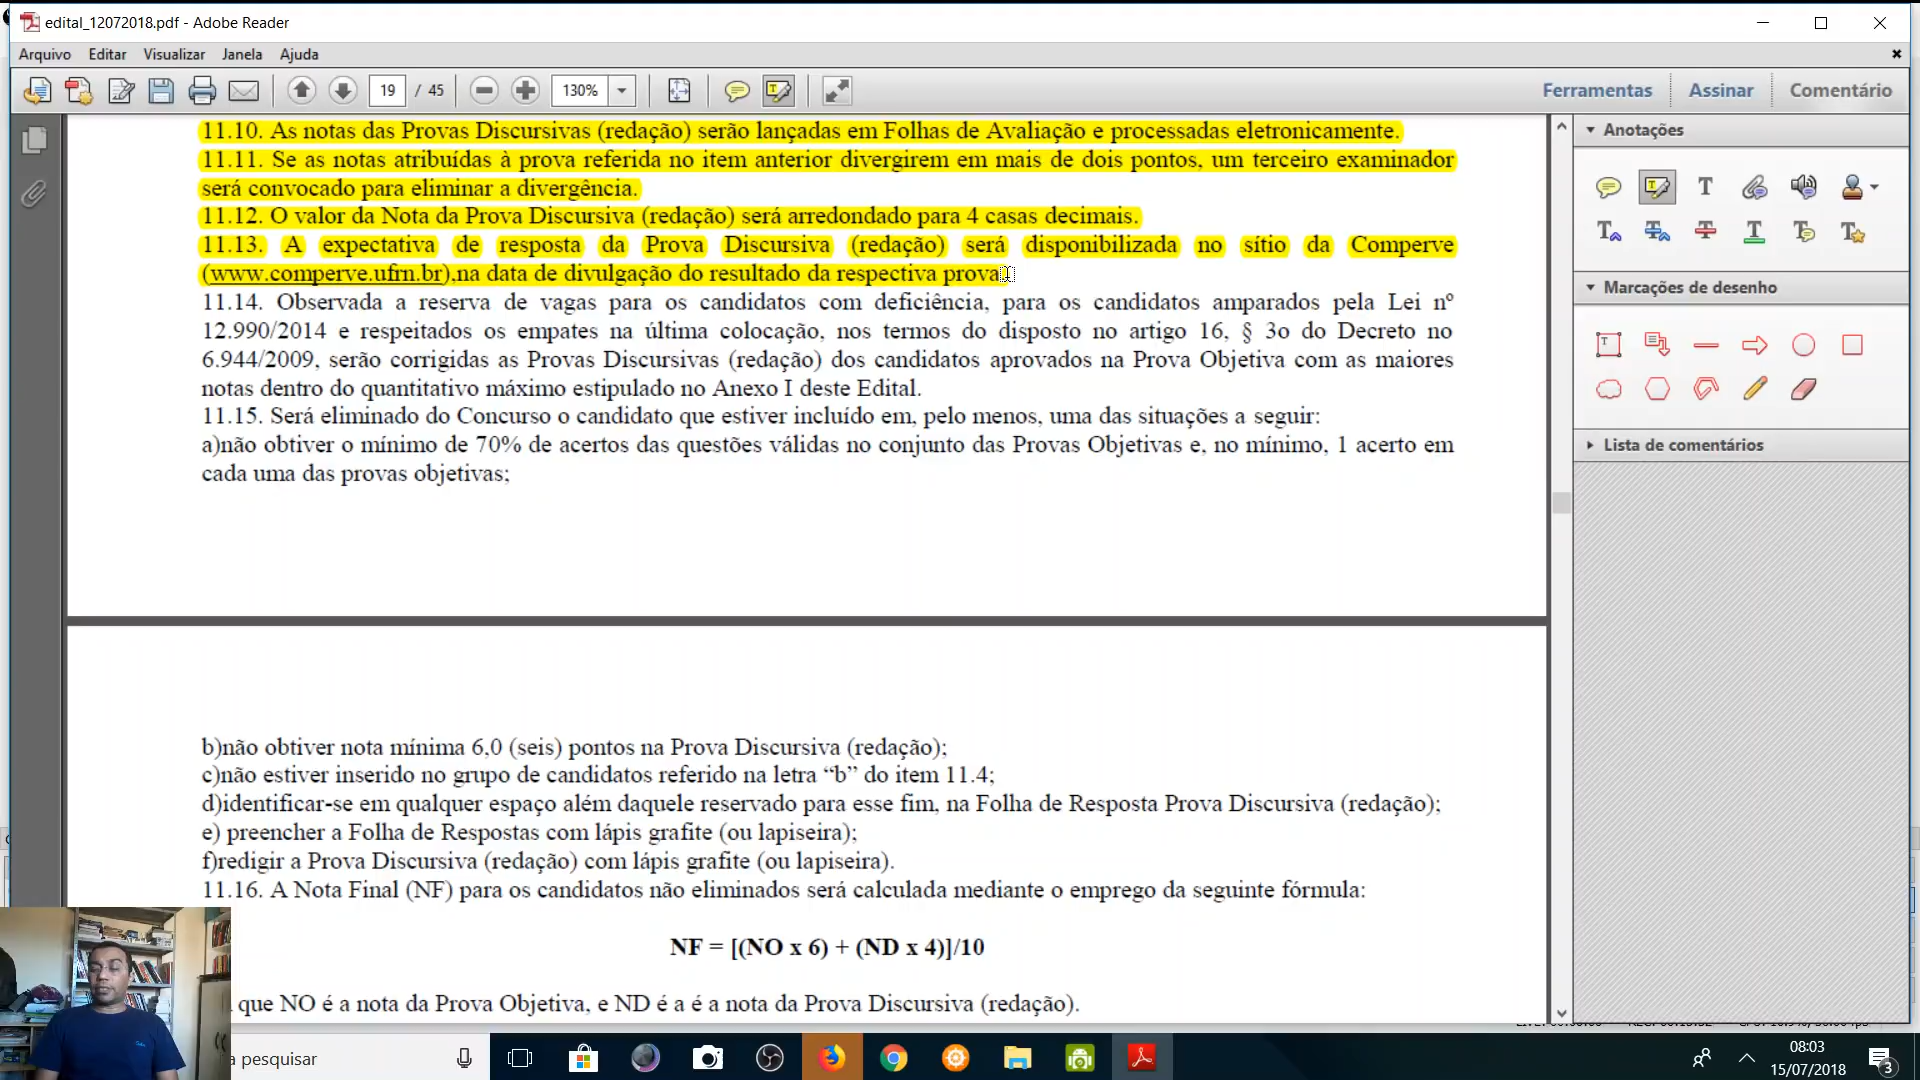 edital_12072018.pdf - Adobe Reader
Arquivo Editar Visualizar Janela Ajuda
19 / 45 130% Ferramentas Assinar Comentário
11.10. As notas das Provas Discursivas (redação) serão lançadas em Folhas de Avaliação e processadas eletronicamente.
11.11. Se as notas atribuídas à prova referida no item anterior divergirem em mais de dois pontos, um terceiro examinador
será convocado para eliminar a divergência.
11.12. O valor da Nota da Prova Discursiva (redação) será arredondado para 4 casas decimais.
11.13. A expectativa de resposta da Prova Discursiva (redação) será disponibilizada no sítio da Comperve
(www.comperve.ufrn.br),na data de divulgação do resultado da respectiva prova
11.14. Observada a reserva de vagas para os candidatos com deficiência, para os candidatos amparados pela Lei nº
12.990/2014 e respeitados os empates na última colocação, nos termos do disposto no artigo 16, § 3o do Decreto no
6.944/2009, serão corrigidas as Provas Discursivas (redação) dos candidatos aprovados na Prova Objetiva com as maiores
notas dentro do quantitativo máximo estipulado no Anexo I deste Edital.
11.15. Será eliminado do Concurso o candidato que estiver incluído em, pelo menos, uma das situações a seguir:
a)não obtiver o mínimo de 70% de acertos das questões válidas no conjunto das Provas Objetivas e, no mínimo, 1 acerto em
cada uma das provas objetivas;
b)não obtiver nota mínima 6,0 (seis) pontos na Prova Discursiva (redação);
c)não estiver inserido no grupo de candidatos referido na letra “b” do item 11.4;
d)identificar-se em qualquer espaço além daquele reservado para esse fim, na Folha de Resposta Prova Discursiva (redação);
e) preencher a Folha de Respostas com lápis grafite (ou lapiseira);
f)redigir a Prova Discursiva (redação) com lápis grafite (ou lapiseira).
11.16. A Nota Final (NF) para os candidatos não eliminados será calculada mediante o emprego da seguinte fórmula:
NF = [(NO x 6) + (ND x 4)]/10
que NO é a nota da Prova Objetiva, e ND é a é a nota da Prova Discursiva (redação).
Anotações
Marcações de desenho
Lista de comentários
a pesquisar
08:03
15/07/2018
3